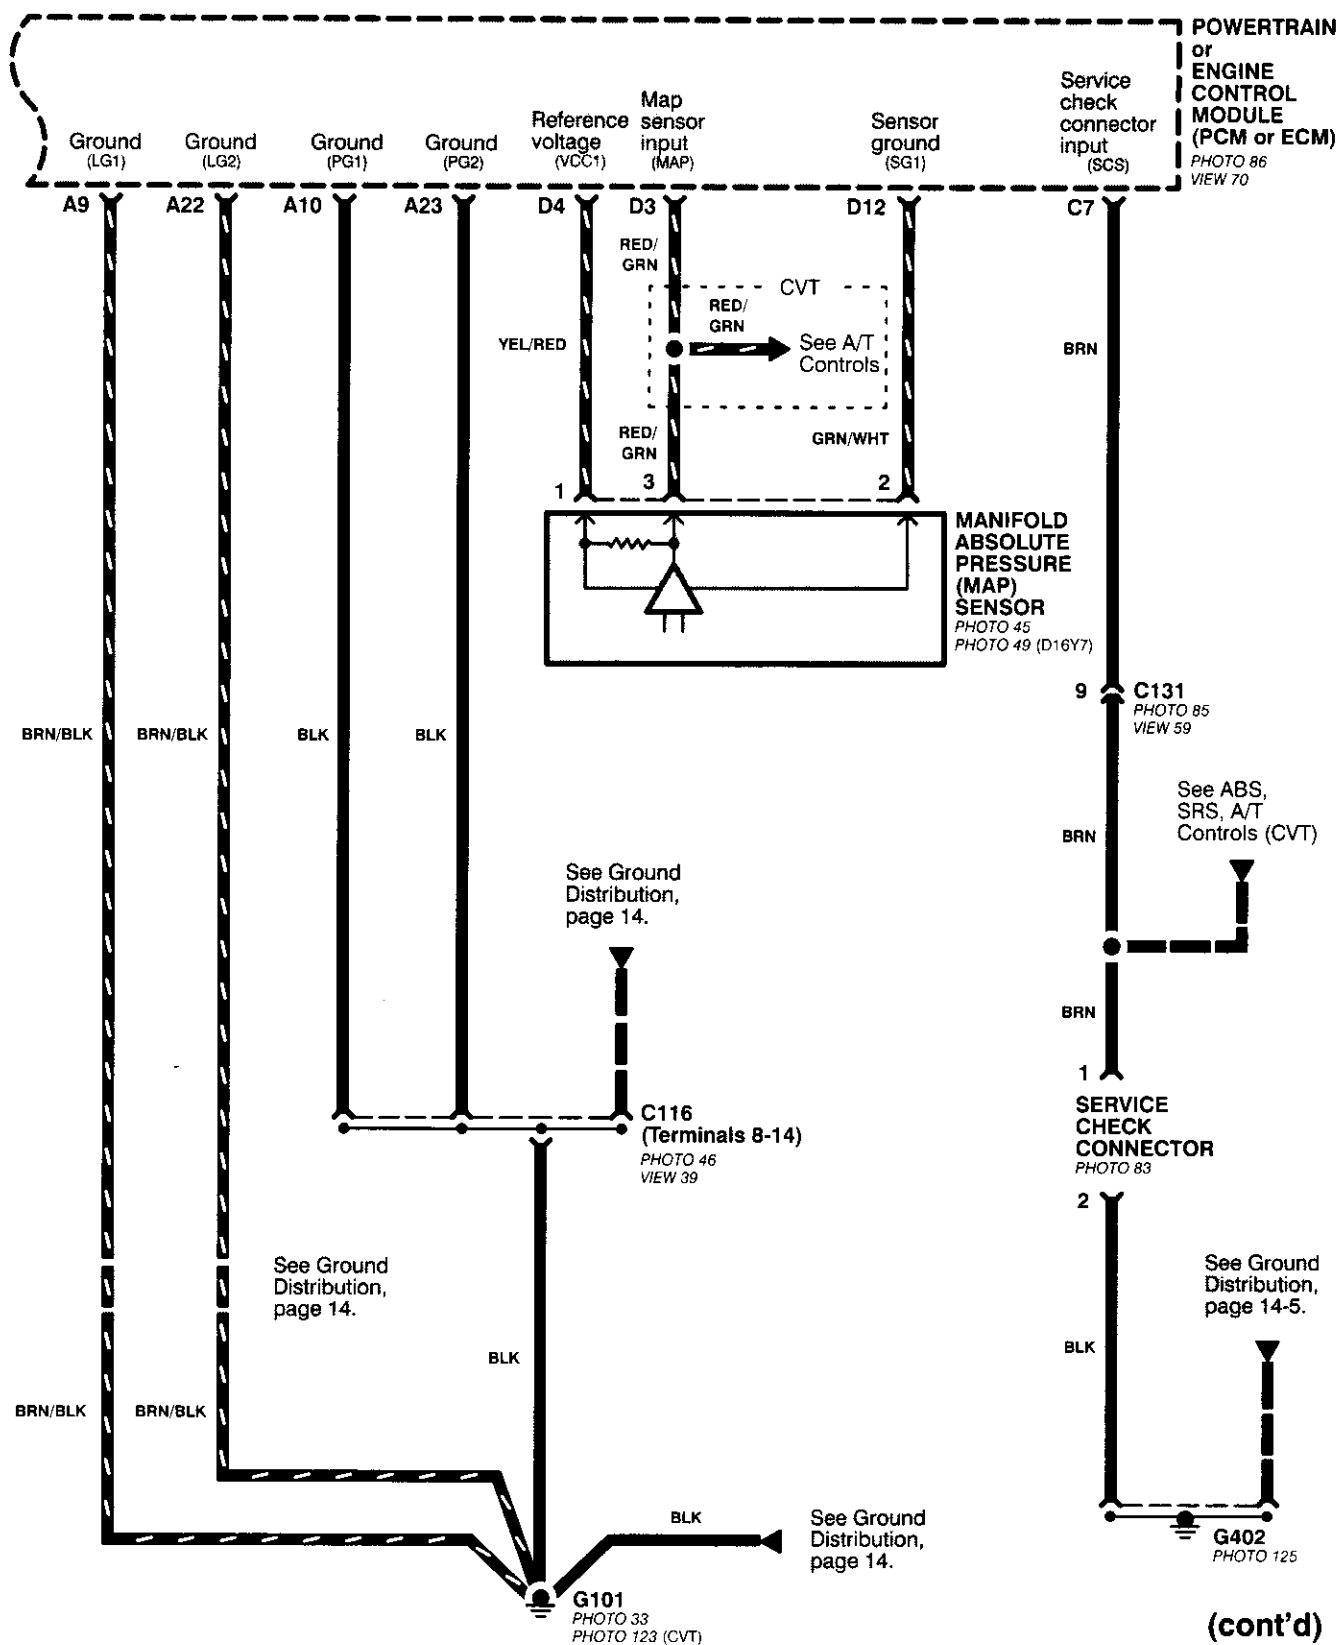 POWERTRAIN
or
ENGINE
CONTROL
MODULE
(PCM or ECM)
PHOTO 86
VIEW 70
Ground
(LG1)
Ground
(LG2)
Ground
(PG1)
Ground
(PG2)
Reference
voltage
(VCC1)
Map
sensor
input
(MAP)
Sensor
ground
(SG1)
Service
check
connector
input
(SCS)
A9
A22
A10
A23
D4
D3
D12
C7
RED/
GRN
CVT
RED/
GRN
See A/T
Controls
YEL/RED
BRN
RED/
GRN
GRN/WHT
1
3
2
MANIFOLD
ABSOLUTE
PRESSURE
(MAP)
SENSOR
PHOTO 45
PHOTO 49 (D16Y7)
9
C131
PHOTO 85
VIEW 59
BRN/BLK
BRN/BLK
BLK
BLK
See ABS,
SRS, A/T
Controls (CVT)
BRN
See Ground
Distribution,
page 14.
BRN
1
SERVICE
CHECK
CONNECTOR
PHOTO 83
2
C116
(Terminals 8-14)
PHOTO 46
VIEW 39
See Ground
Distribution,
page 14.
See Ground
Distribution,
page 14-5.
BLK
BLK
BRN/BLK
BRN/BLK
BLK
See Ground
Distribution,
page 14.
G402
PHOTO 125
G101
PHOTO 33
PHOTO 123 (CVT)
(cont'd)